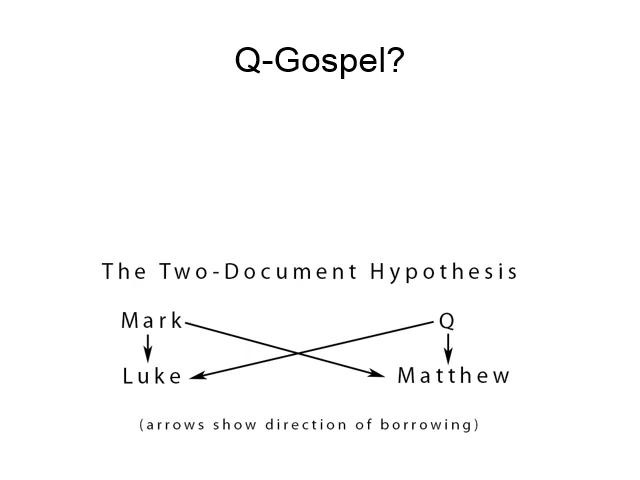 Q-Gospel?
The Two-Document Hypothesis
Mark Q
Luke Matthew
(arrows show direction of borrowing)